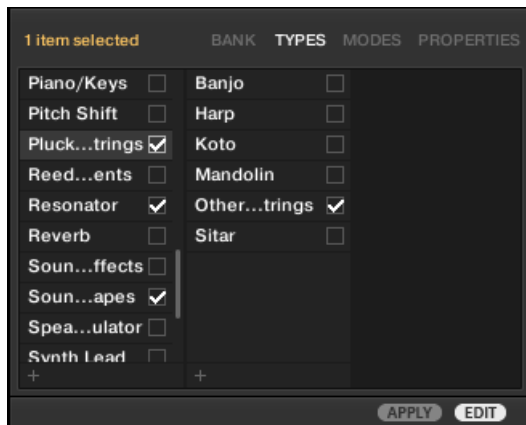 1 item selected
BANK TYPES MODES PROPERTIES
Piano/Keys
Pitch Shift
Pluck...trings
Reed...ents
Resonator
Reverb
Soun...ffects
Soun...apes
Spea...ulator
Synth Lead
+
Banjo
Harp
Koto
Mandolin
Other...trings
Sitar
+
APPLY EDIT